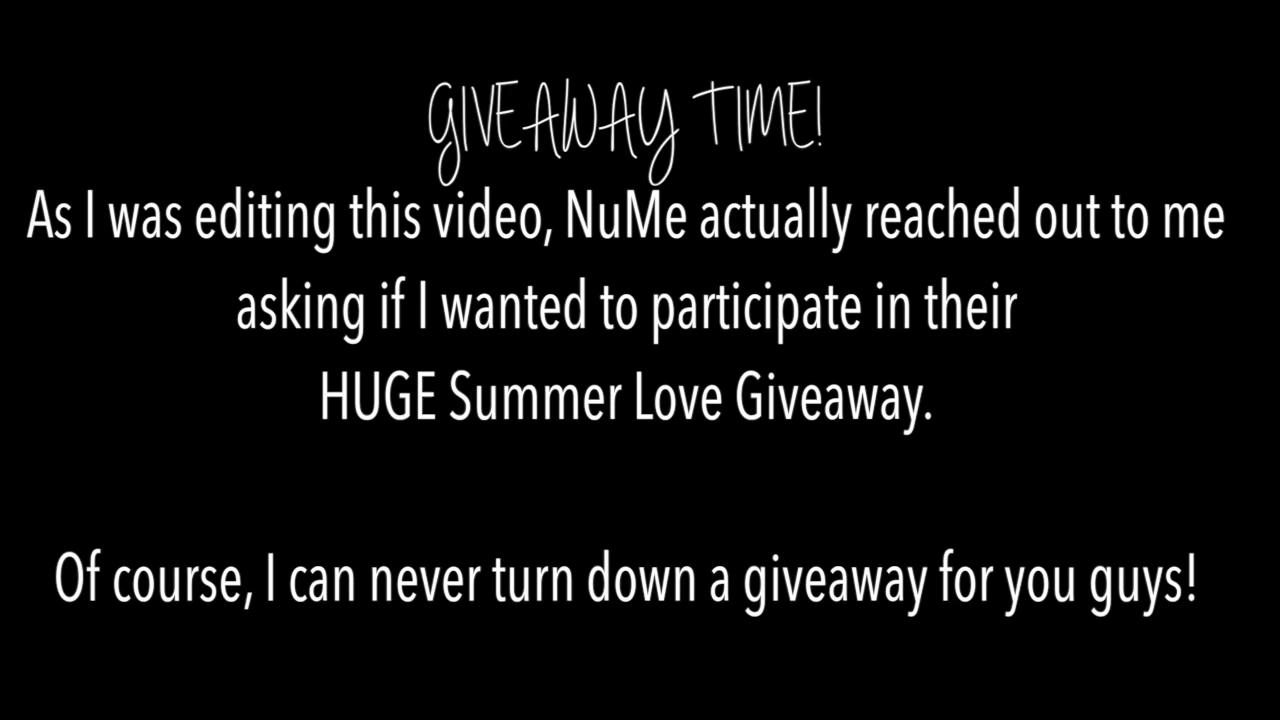 GIVEAWAY TIME!
As I was editing this video, NuMe actually reached out to me
asking if I wanted to participate in their
HUGE Summer Love Giveaway.
Of course, I can never turn down a giveaway for you guys!